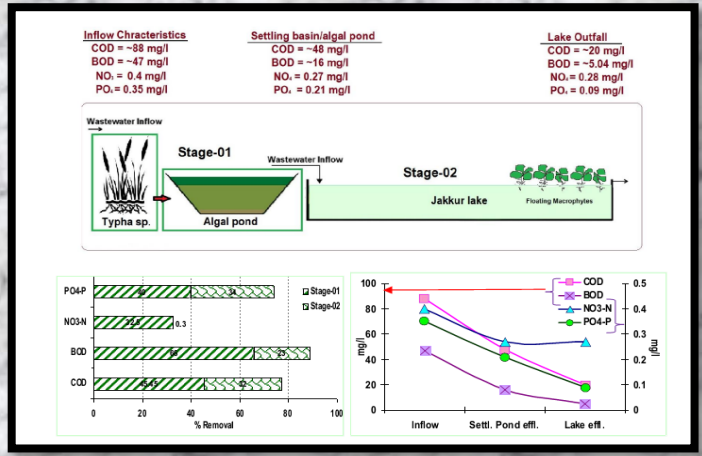 Inflow Chracteristics
COD = ~88 mg/l
BOD = ~47 mg/l
NO₃ = 0.4 mg/l
PO₄ = 0.35 mg/l
Settling basin/algal pond
COD = ~48 mg/l
BOD = ~16 mg/l
NO₃ = 0.27 mg/l
PO₄ = 0.21 mg/l
Lake Outfall
COD = ~20 mg/l
BOD = ~5.04 mg/l
NO₃ = 0.28 mg/l
PO₄ = 0.09 mg/l
Wastewater Inflow
Stage-01
Wastewater Inflow
Stage-02
Typha sp.
Algal pond
Jakkur lake
Floating Macrophytes
PO4-P
34
NO3-N
32.5
0.3
BOD
66
23
COD
45.45
32
Stage-01
Stage-02
0
20
40
60
80
100
% Removal
100
80
60
40
20
0
mg/l
COD
BOD
NO3-N
PO4-P
0.5
0.4
0.3
0.2
0.1
0
mg/l
Inflow
Settl. Pond effl.
Lake effl.